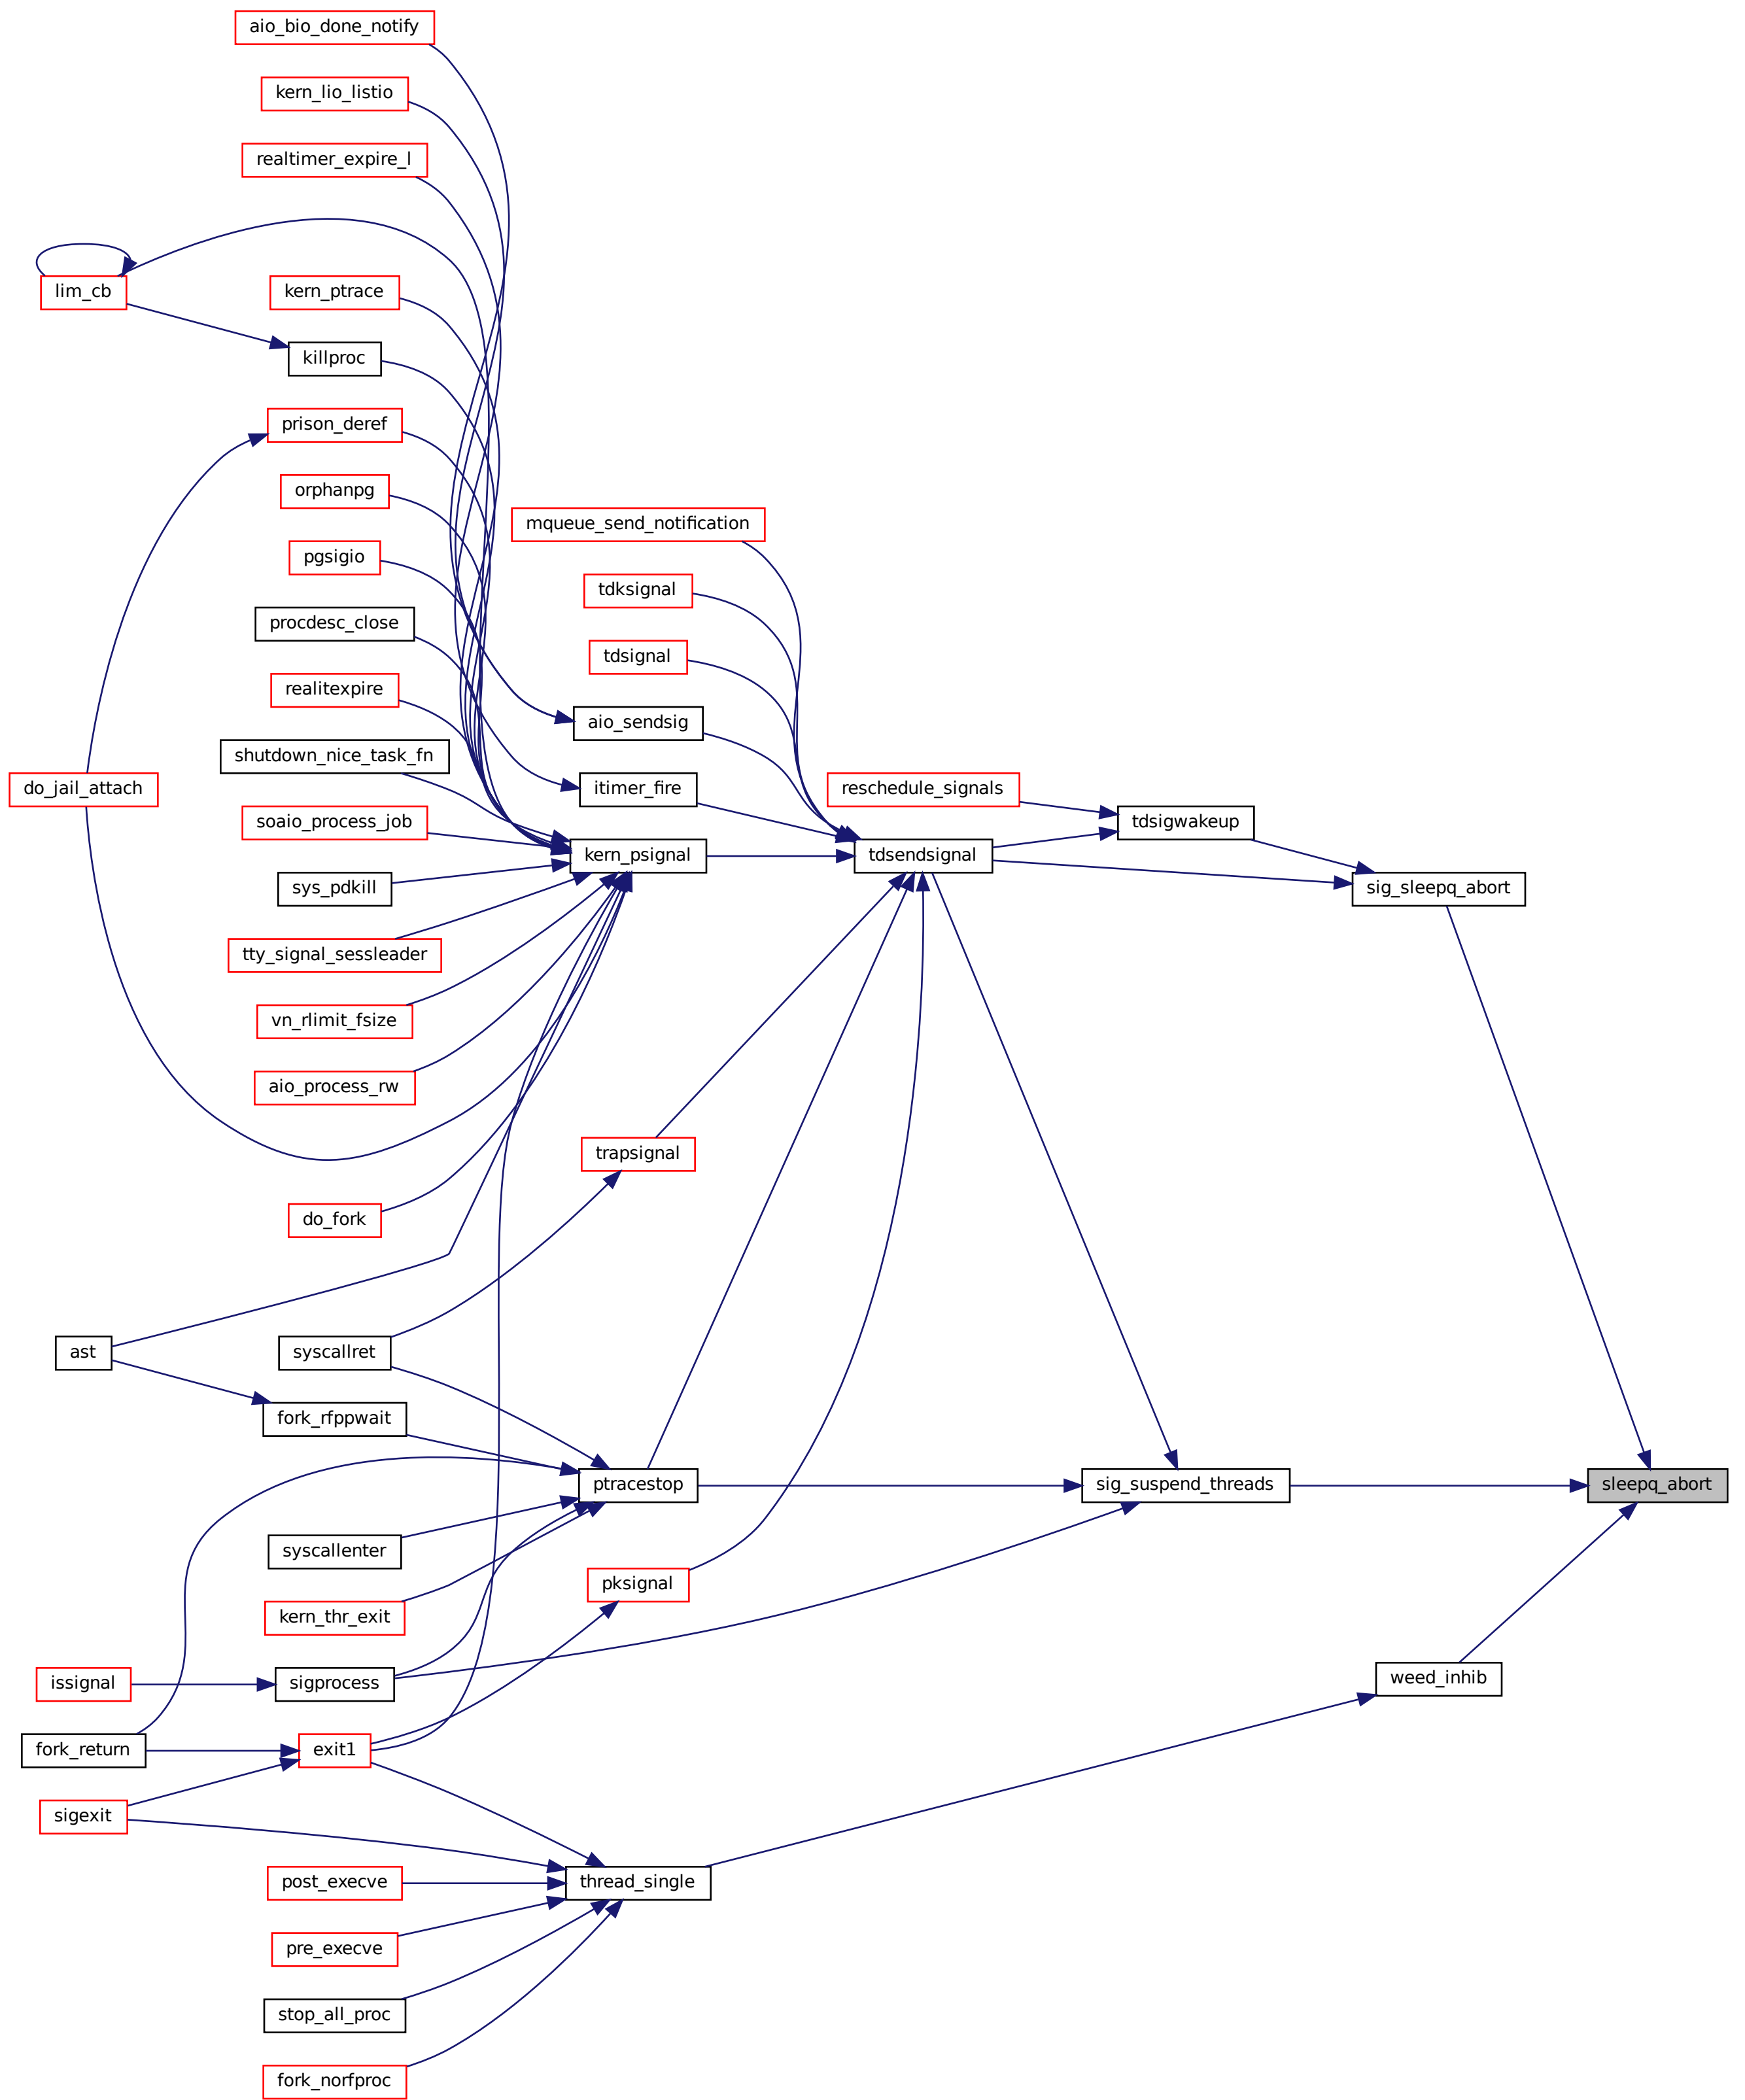 aio_bio_done_notify
kern_lio_listio
realtimer_expire_l
lim_cb
kern_ptrace
killproc
prison_deref
orphanpg
pgsigio
mqueue_send_notification
tdksignal
procdesc_close
tdsignal
realitexpire
aio_sendsig
shutdown_nice_task_fn
do_jail_attach
itimer_fire
reschedule_signals
soaio_process_job
tdsigwakeup
kern_psignal
tdsendsignal
sys_pdkill
sig_sleepq_abort
tty_signal_sessleader
vn_rlimit_fsize
aio_process_rw
trapsignal
do_fork
ast
syscallret
fork_rfppwait
ptracestop
sig_suspend_threads
sleepq_abort
syscallenter
pksignal
kern_thr_exit
issignal
sigprocess
weed_inhib
fork_return
exit1
sigexit
post_execve
thread_single
pre_execve
stop_all_proc
fork_norfproc